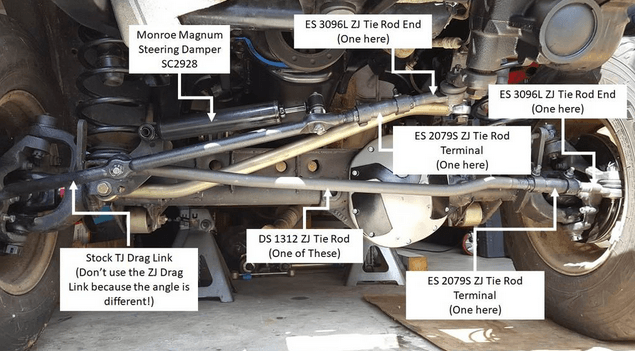 Monroe Magnum
Steering Damper
SC2928
ES 3096L ZJ Tie Rod End
(One here)
ES 3096L ZJ Tie Rod End
(One here)
ES 2079S ZJ Tie Rod
Terminal
(One here)
Stock TJ Drag Link
(Don't use the ZJ Drag
Link because the angle is
different!)
DS 1312 ZJ Tie Rod
(One of These)
ES 2079S ZJ Tie Rod
Terminal
(One here)